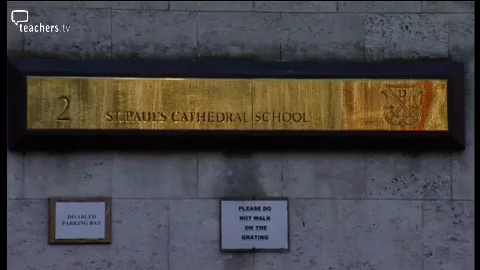 teachers.tv
2 ST. PAUL'S CATHEDRAL SCHOOL
DISABLED
PARKING BAY
PLEASE DO
NOT WALK
ON THE
GRATING